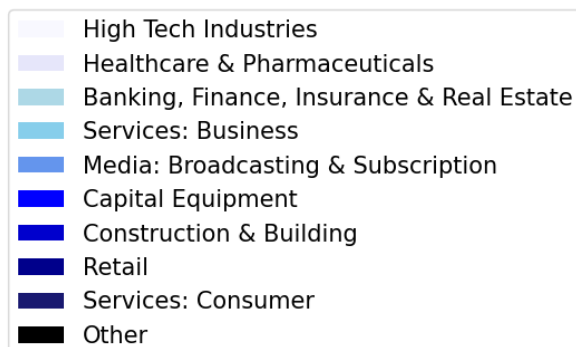 High Tech Industries
Healthcare & Pharmaceuticals
Banking, Finance, Insurance & Real Estate
Services: Business
Media: Broadcasting & Subscription
Capital Equipment
Construction & Building
Retail
Services: Consumer
Other